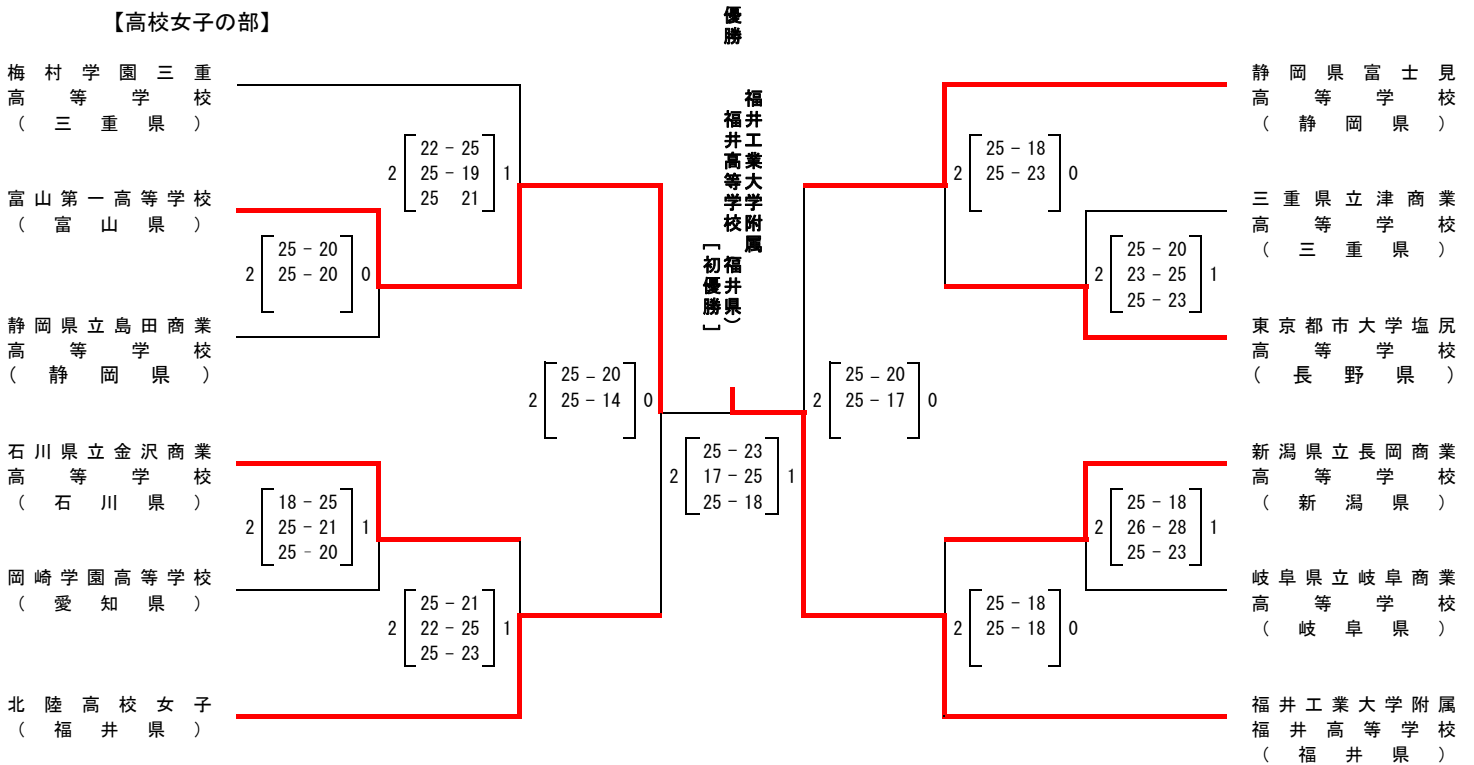 【高校女子の部】
梅村学園三重
高等学校
（三重県）
富山第一高等学校
（富山県）
静岡県立島田商業
高等学校
（静岡県）
石川県立金沢商業
高等学校
（石川県）
岡崎学園高等学校
（愛知県）
北陸高校女子
（福井県）
2
22 - 25
25 - 19
25 21
1
2
25 - 20
25 - 20
0
2
18 - 25
25 - 21
25 - 20
1
2
25 - 21
22 - 25
25 - 23
1
2
25 - 20
25 - 14
0
優勝
福井工業大学附属
福井高等学校
福井県）
［初優勝］
2
25 - 23
17 - 25
25 - 18
1
2
25 - 20
25 - 17
0
2
25 - 18
25 - 23
0
2
25 - 20
23 - 25
25 - 23
1
2
25 - 18
26 - 28
25 - 23
1
2
25 - 18
25 - 18
0
静岡県富士見
高等学校
（静岡県）
三重県立津商業
高等学校
（三重県）
東京都市大学塩尻
高等学校
（長野県）
新潟県立長岡商業
高等学校
（新潟県）
岐阜県立岐阜商業
高等学校
（岐阜県）
福井工業大学附属
福井高等学校
（福井県）